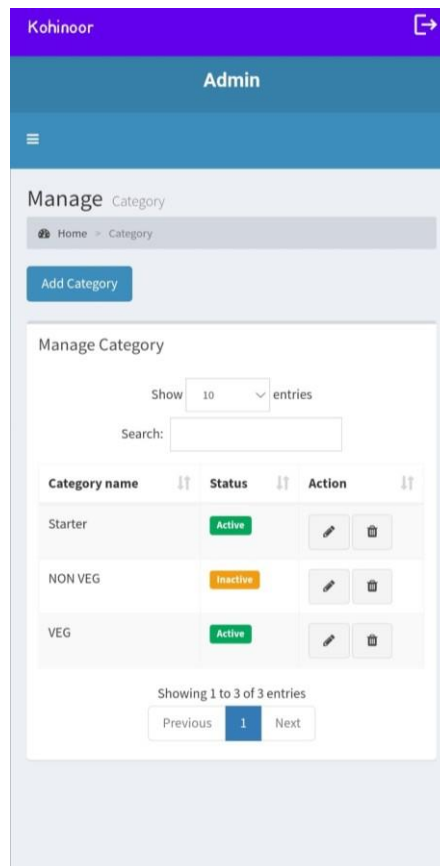 Kohinoor
Admin
Manage Category
Home > Category
Add Category
Manage Category
Show 10 entries
Search:
Category name Status Action
Starter Active
NON VEG Inactive
VEG Active
Showing 1 to 3 of 3 entries
Previous 1 Next